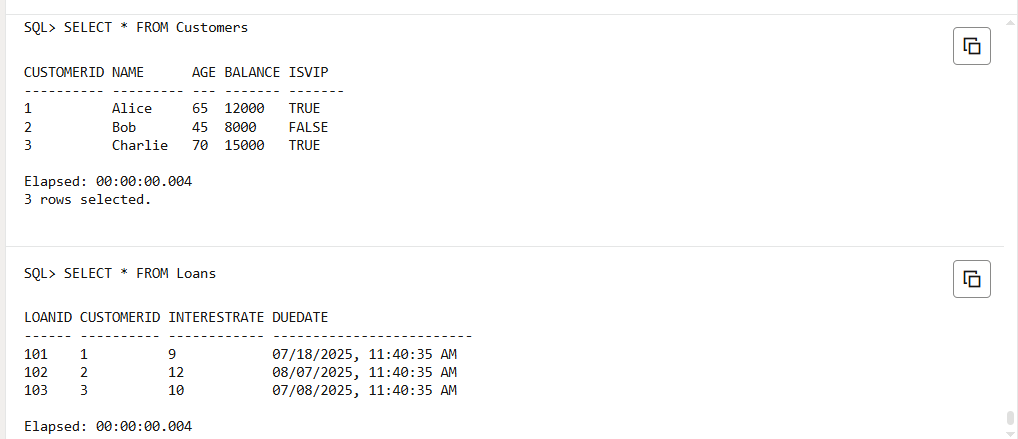 SQL> SELECT * FROM Customers
CUSTOMERID NAME      AGE BALANCE ISVIP
---------- --------- --- ------- -------
1          Alice     65  12000   TRUE
2          Bob       45  8000    FALSE
3          Charlie   70  15000   TRUE
Elapsed: 00:00:00.004
3 rows selected.
SQL> SELECT * FROM Loans
LOANID CUSTOMERID INTERESTRATE DUEDATE
------ ---------- ------------ -------------------------
101    1          9            07/18/2025, 11:40:35 AM
102    2          12           08/07/2025, 11:40:35 AM
103    3          10           07/08/2025, 11:40:35 AM
Elapsed: 00:00:00.004